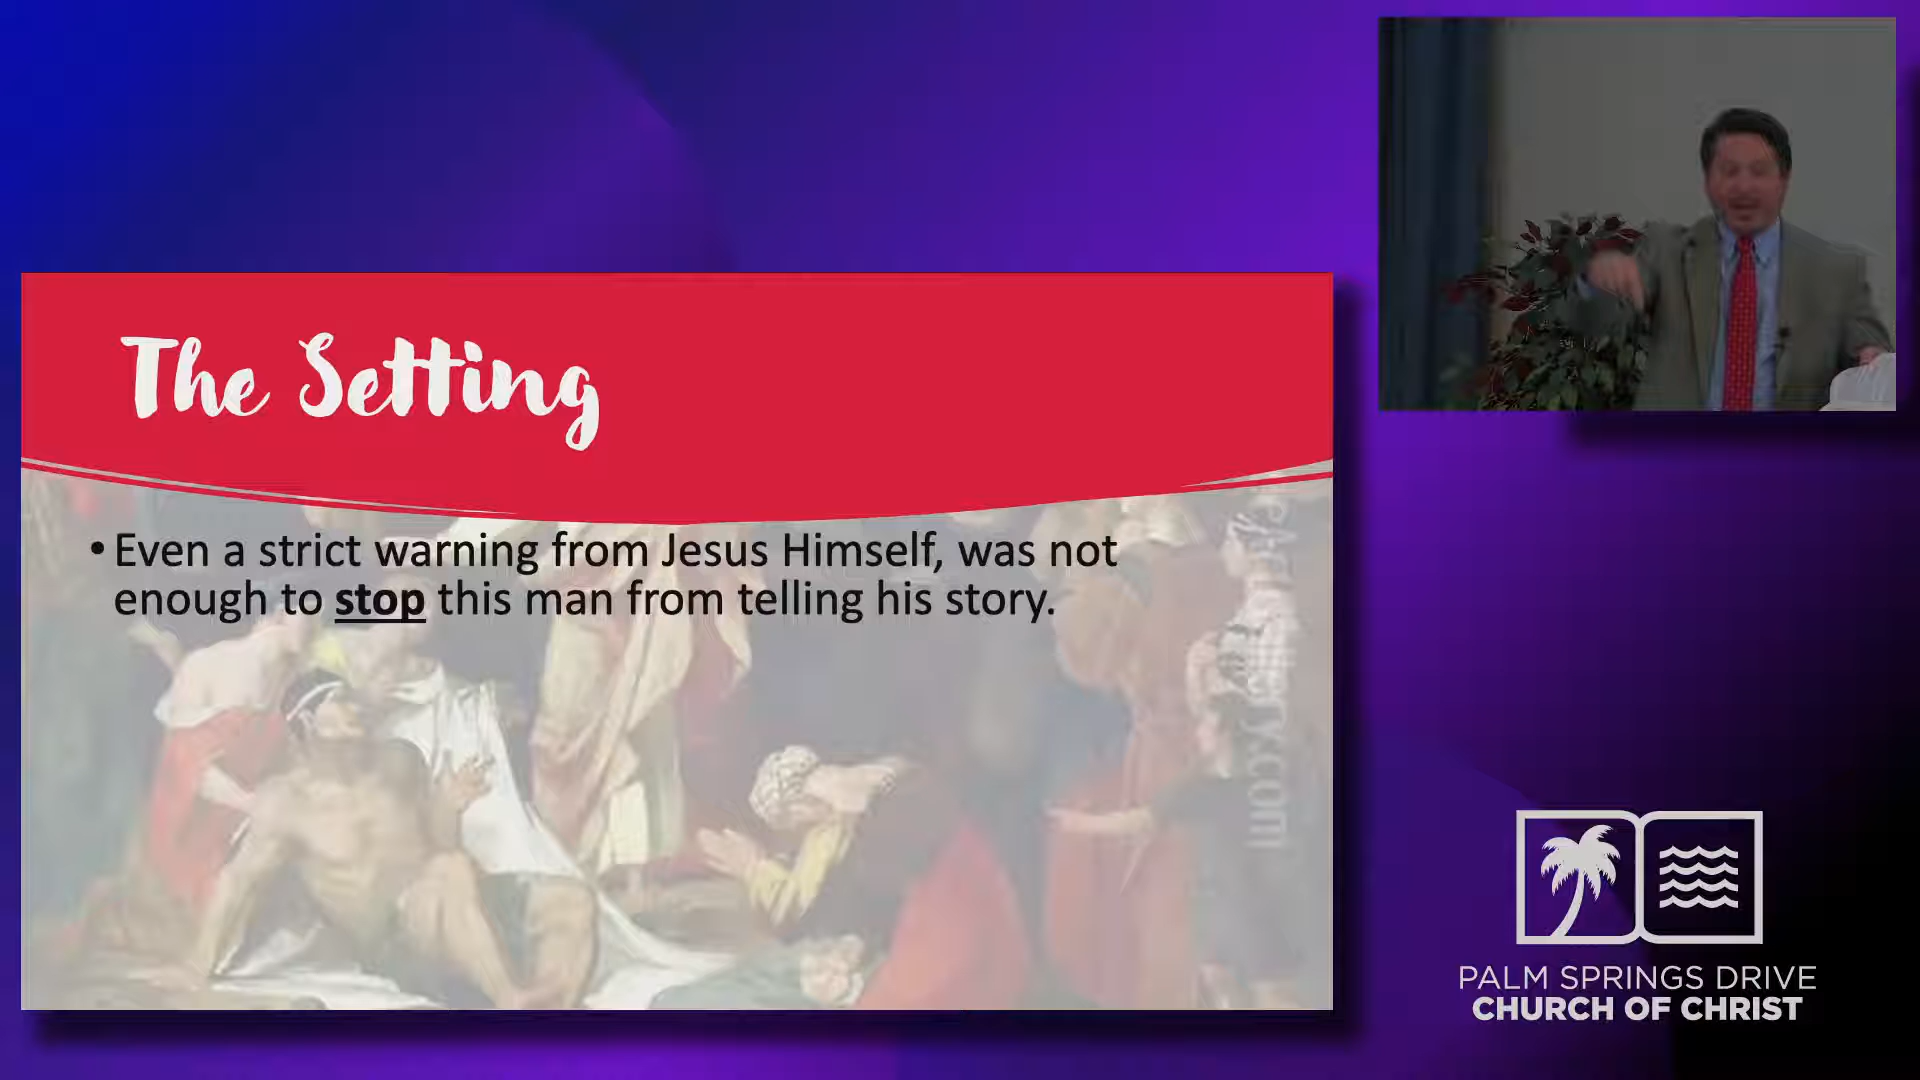 The Setting
• Even a strict warning from Jesus Himself, was not
enough to stop this man from telling his story.
PALM SPRINGS DRIVE
CHURCH OF CHRIST